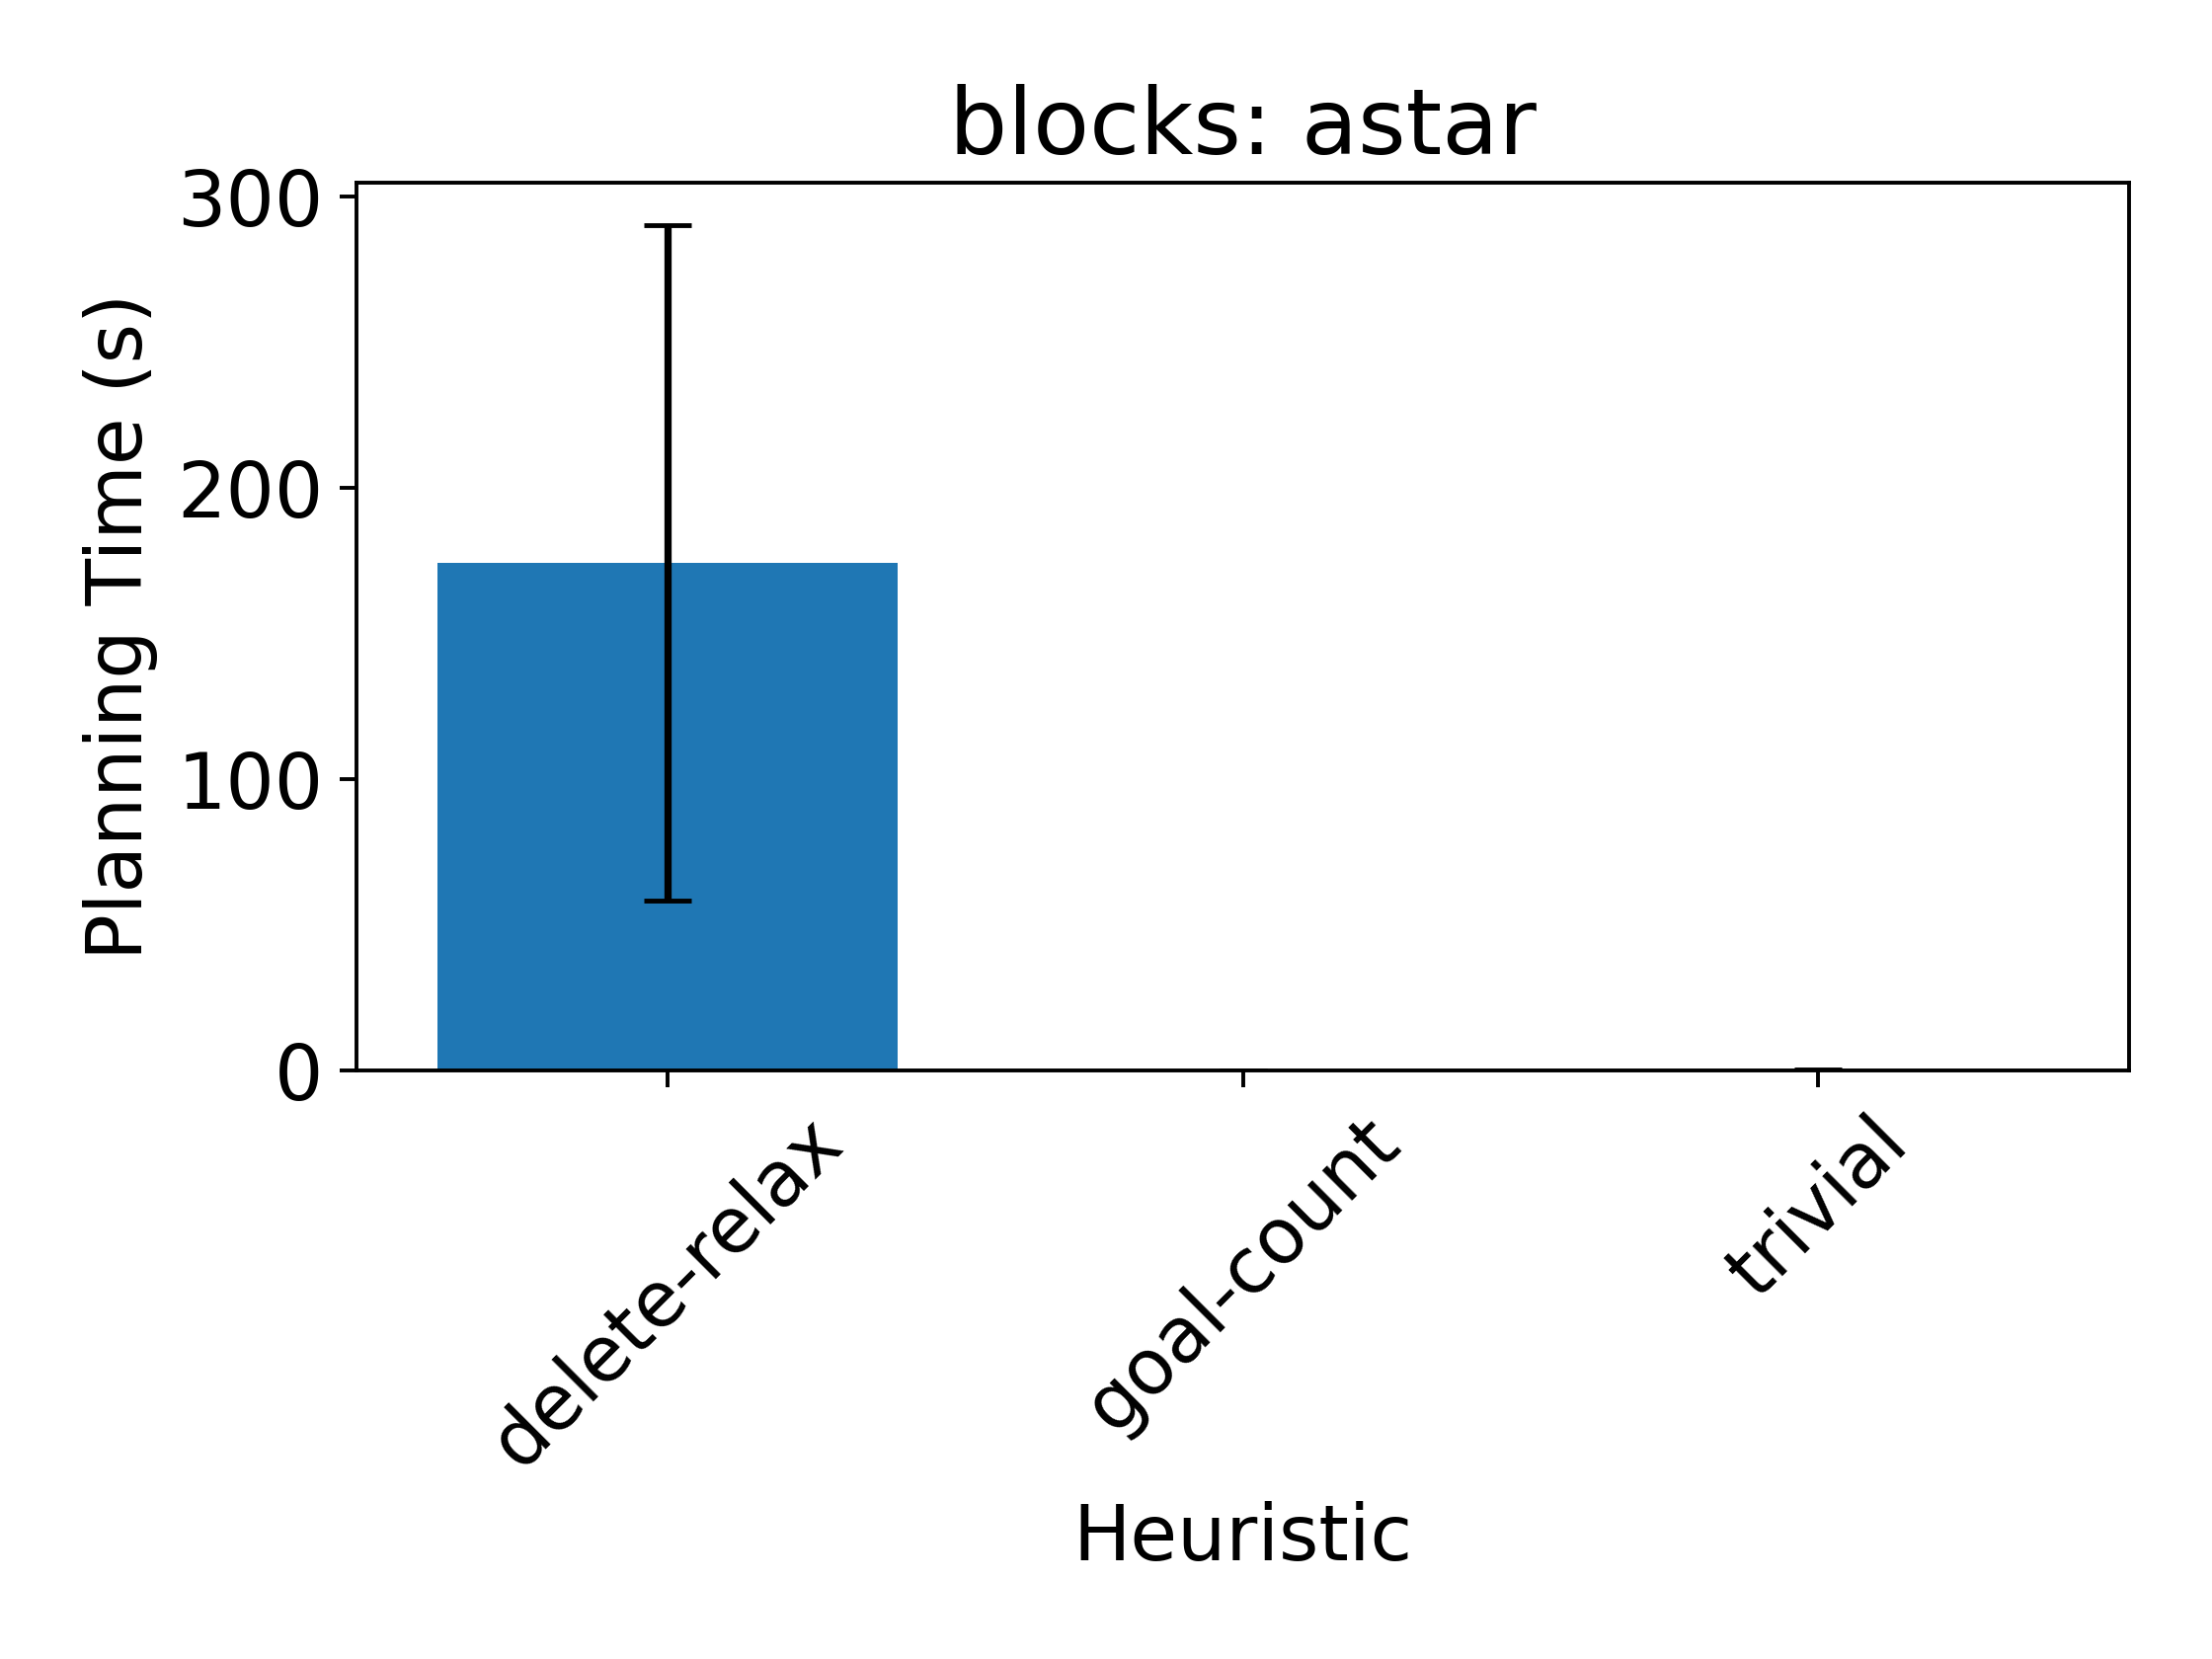 blocks: astar
300
200
100
0
Planning Time (s)
delete-relax
goal-count
trivial
Heuristic